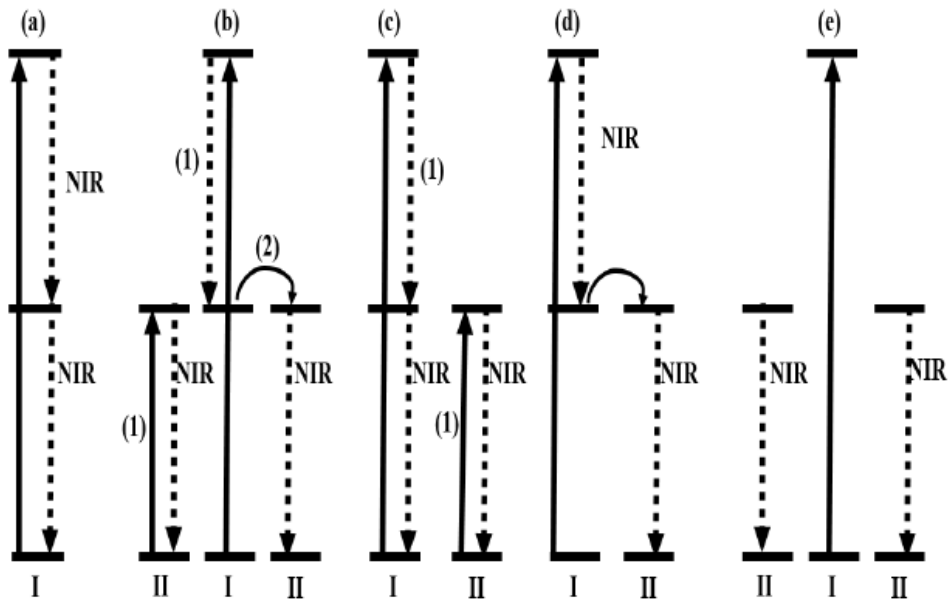 (a) (b) (c) (d) (e)
NIR
(1)
(1)
NIR
(2)
NIR NIR NIR NIR NIR NIR NIR NIR
(1)
(1)
I II I II I II I II II I II